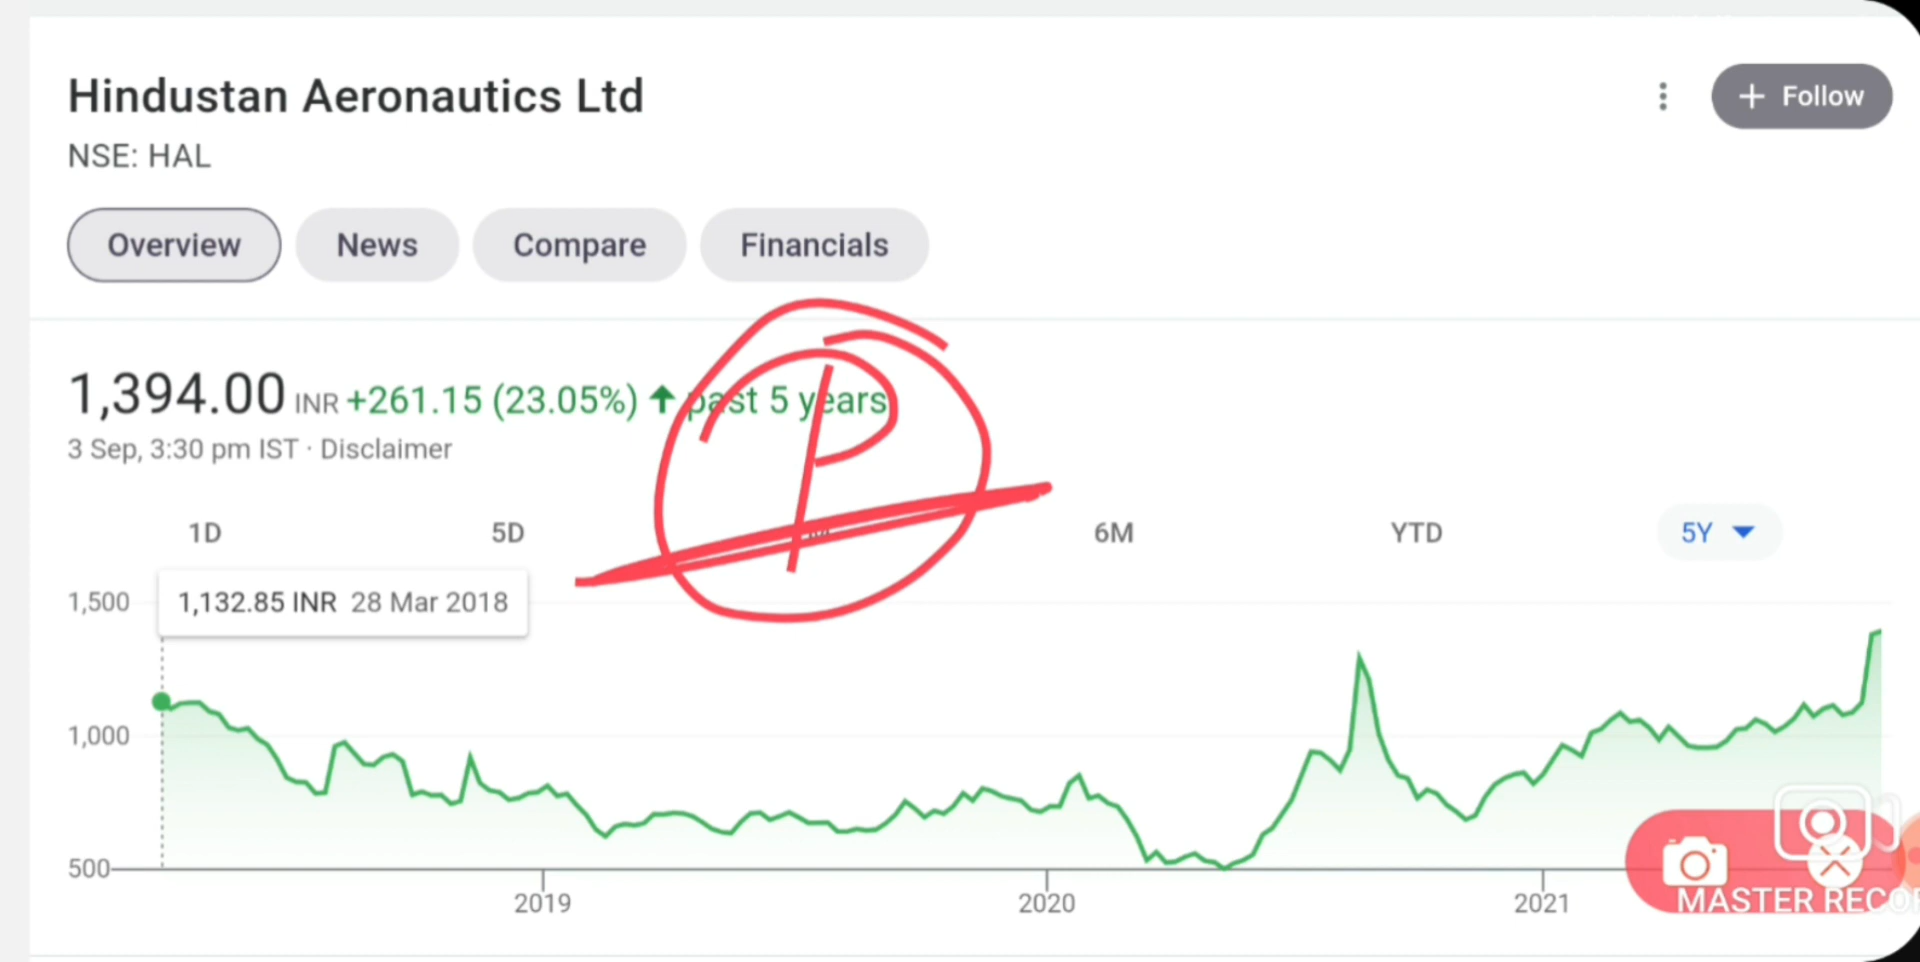 Hindustan Aeronautics Ltd
+ Follow
NSE: HAL
Overview News Compare Financials
1,394.00 INR +261.15 (23.05%) past 5 years
3 Sep, 3:30 pm IST · Disclaimer
P
1D 5D 6M YTD 5Y
1,500
1,132.85 INR 28 Mar 2018
1,000
500
2019 2020 2021
MASTER RECOR